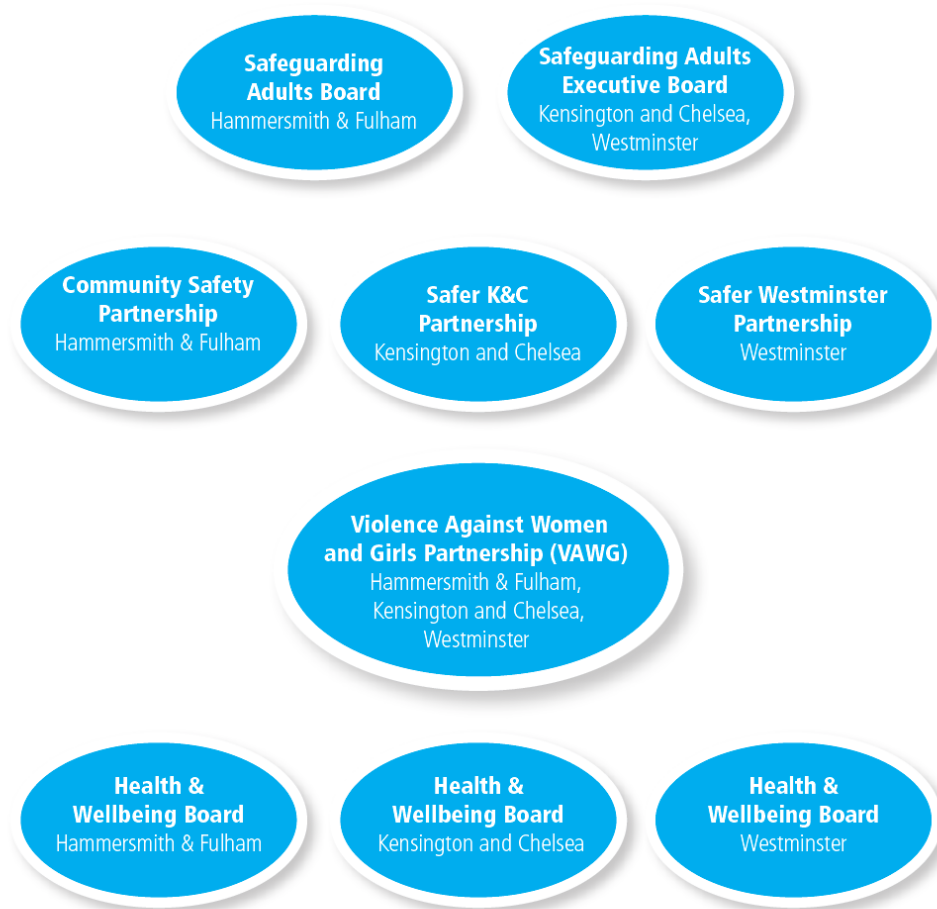 Safeguarding
Adults Board
Hammersmith & Fulham
Safeguarding Adults
Executive Board
Kensington and Chelsea,
Westminster
Community Safety
Partnership
Hammersmith & Fulham
Safer K&C
Partnership
Kensington and Chelsea
Safer Westminster
Partnership
Westminster
Violence Against Women
and Girls Partnership (VAWG)
Hammersmith & Fulham,
Kensington and Chelsea,
Westminster
Health &
Wellbeing Board
Hammersmith & Fulham
Health &
Wellbeing Board
Kensington and Chelsea
Health &
Wellbeing Board
Westminster